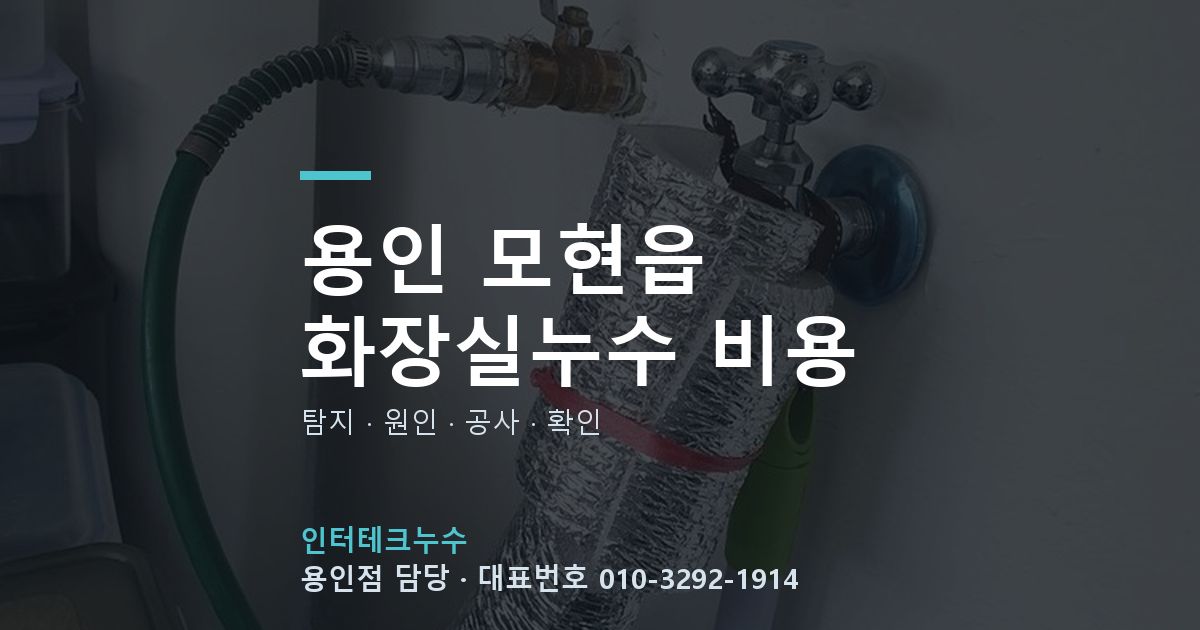 용인 모현읍
화장실누수 비용
탐지 · 원인 · 공사 · 확인
인터테크누수
용인점 담당 · 대표번호 010-3292-1914